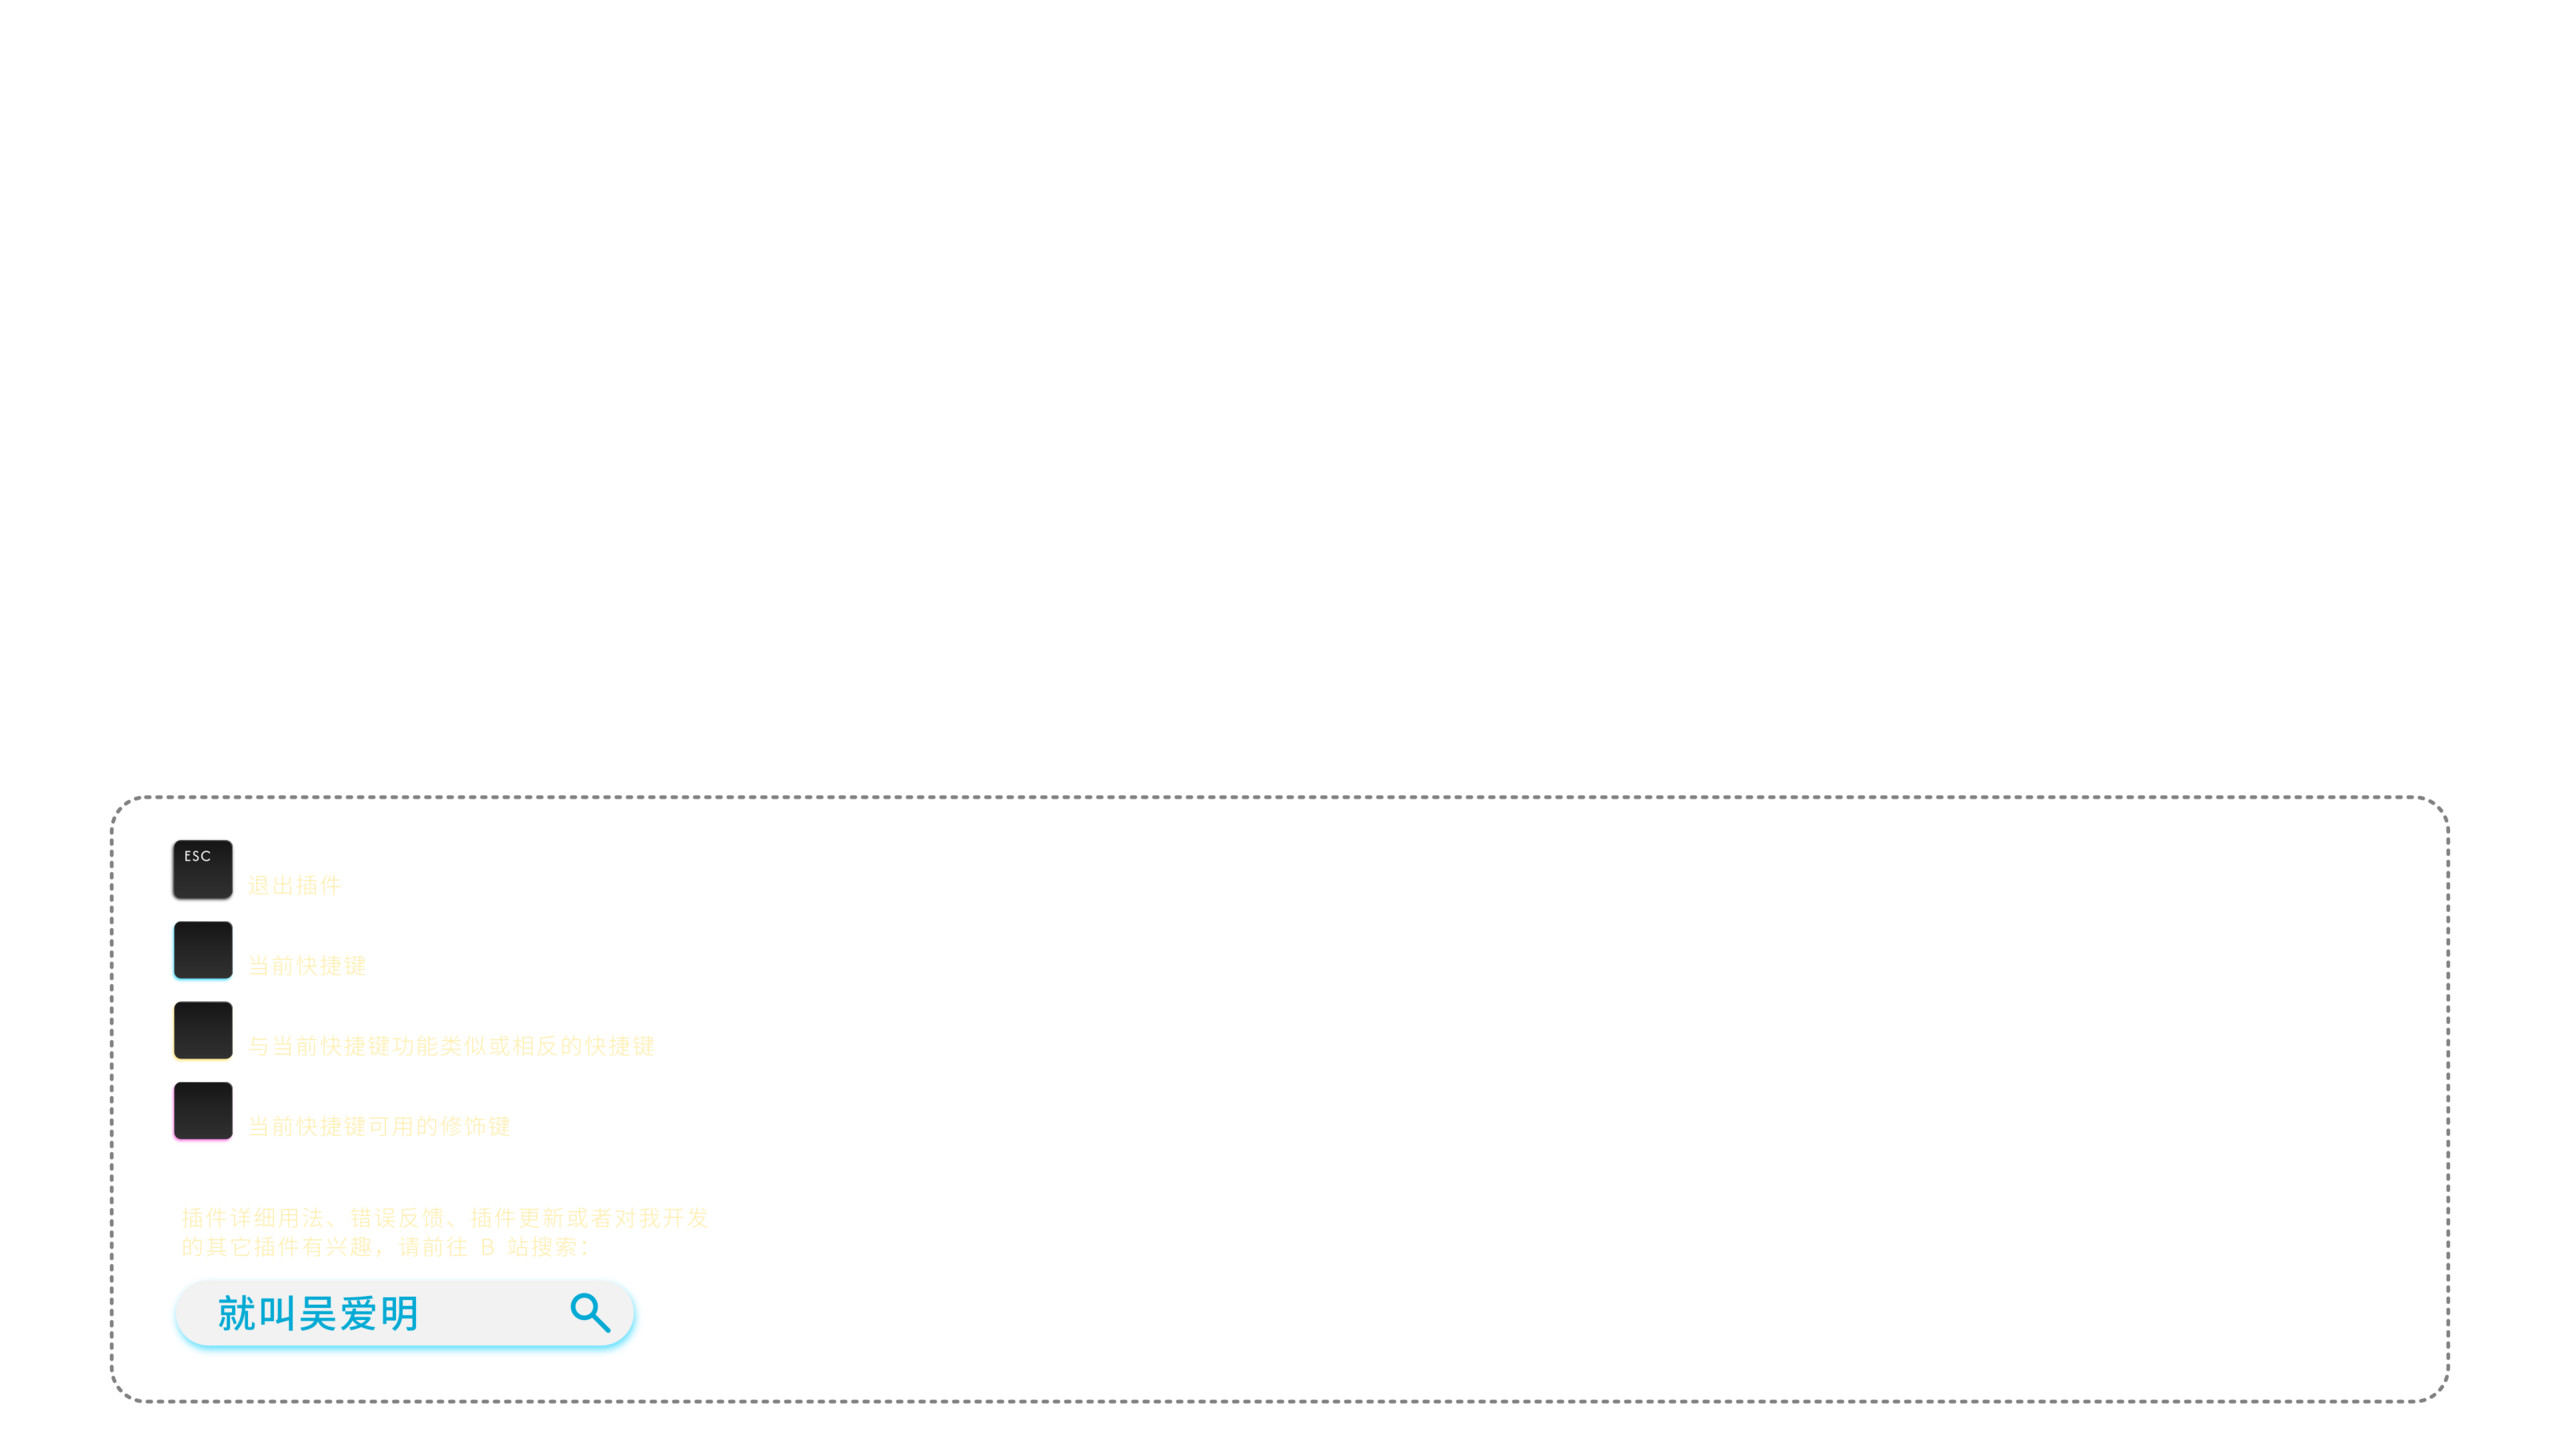 ESC
退出插件
当前快捷键
与当前快捷键功能类似或相反的快捷键
当前快捷键可用的修饰键
插件详细用法、错误反馈、插件更新或者对我开发
的其它插件有兴趣，请前往 B 站搜索：
就叫吴爱明